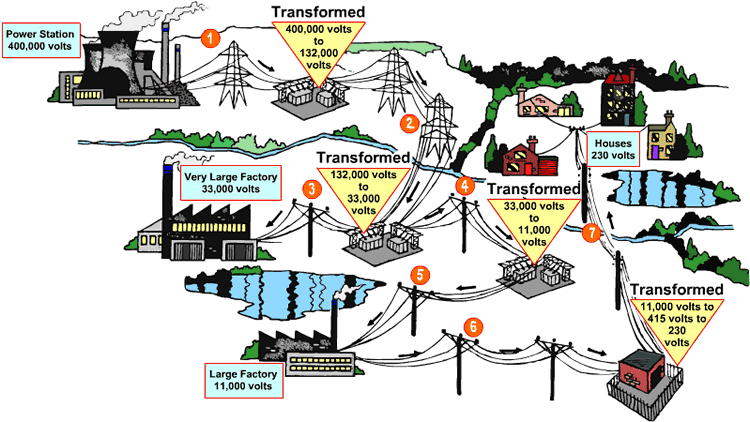 Power Station
400,000 volts
1
Transformed
400,000 volts
to
132,000
volts
2
Houses
230 volts
Very Large Factory
33,000 volts
3
Transformed
132,000 volts
to
33,000
volts
4
Transformed
33,000 volts
to
11,000
volts
7
5
Transformed
11,000 volts to
415 volts to
230
volts
6
Large Factory
11,000 volts